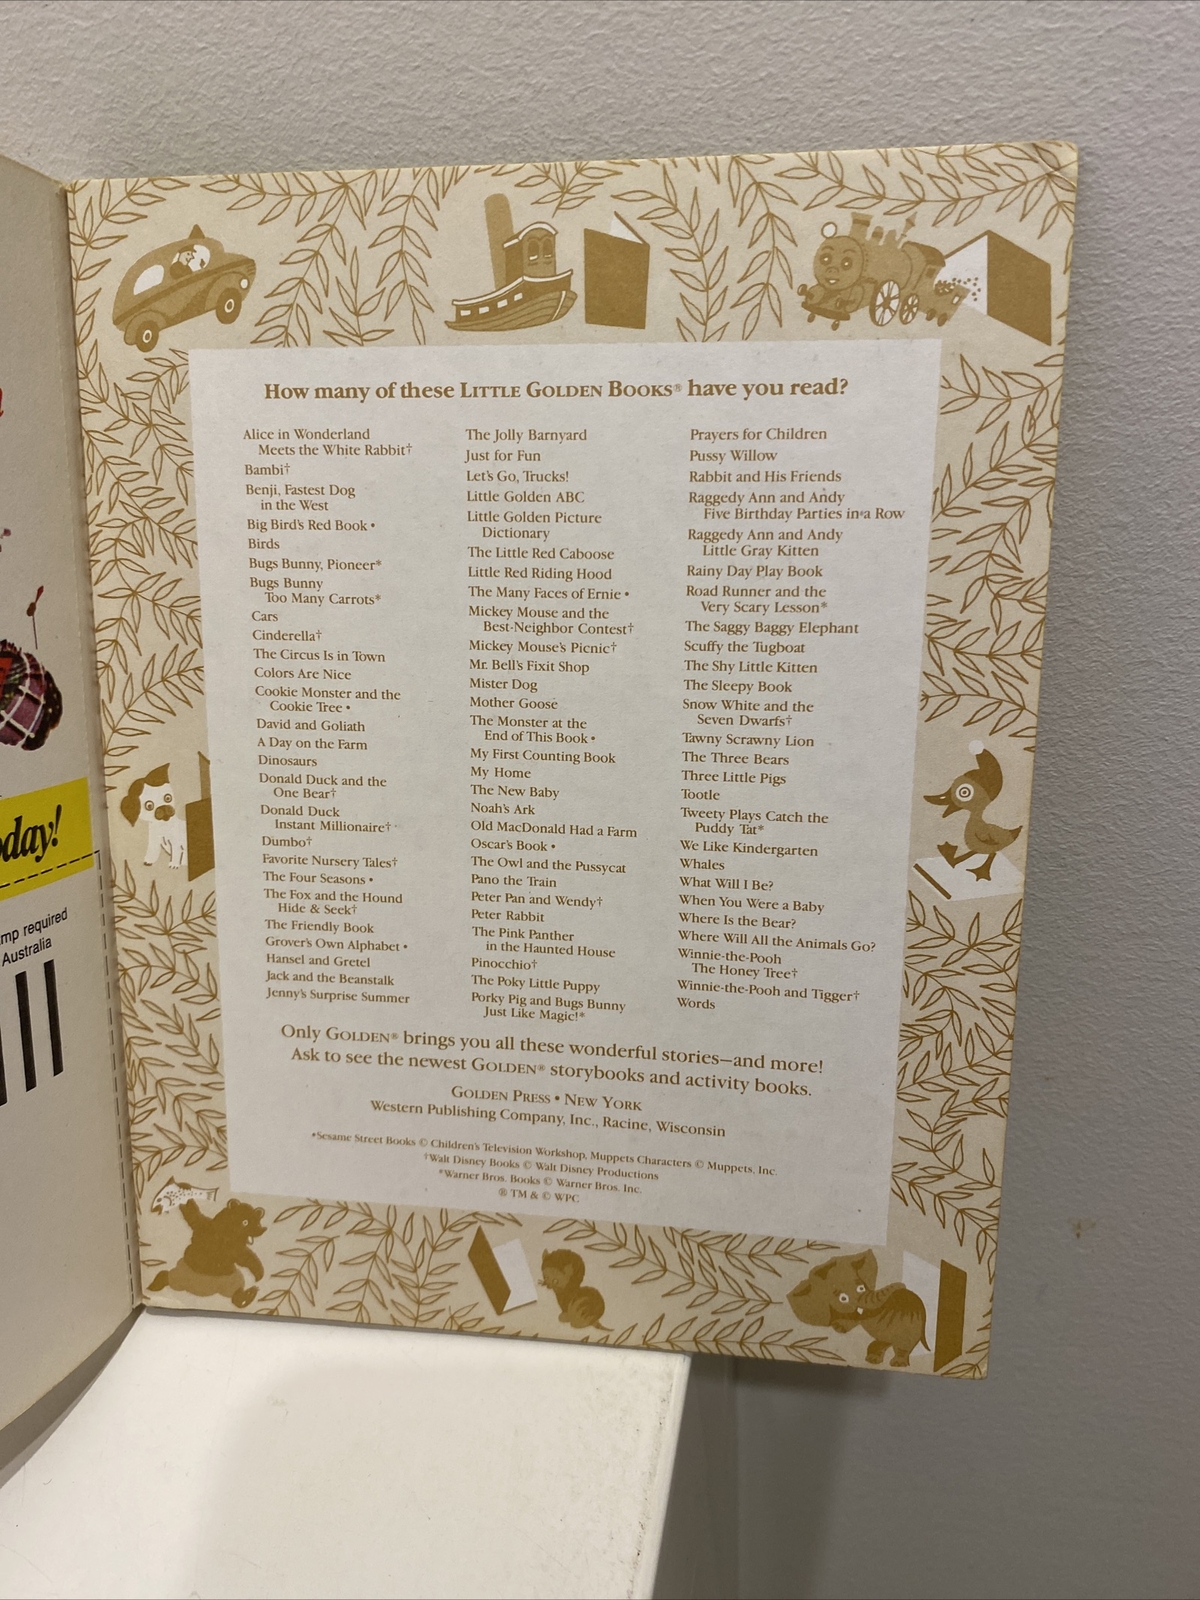 oday!
mp required
Australia
How many of these LITTLE GOLDEN BOOKS® have you read?
Alice in Wonderland
Meets the White Rabbit†
Bambi†
Benji, Fastest Dog
in the West
Big Bird's Red Book •
Birds
Bugs Bunny, Pioneer*
Bugs Bunny
Too Many Carrots*
Cars
Cinderella†
The Circus Is in Town
Colors Are Nice
Cookie Monster and the
Cookie Tree •
David and Goliath
A Day on the Farm
Dinosaurs
Donald Duck and the
One Bear†
Donald Duck
Instant Millionaire†
Dumbo†
Favorite Nursery Tales†
The Four Seasons •
The Fox and the Hound
Hide & Seek†
The Friendly Book
Grover's Own Alphabet •
Hansel and Gretel
Jack and the Beanstalk
Jenny's Surprise Summer
The Jolly Barnyard
Just for Fun
Let's Go, Trucks!
Little Golden ABC
Little Golden Picture
Dictionary
The Little Red Caboose
Little Red Riding Hood
The Many Faces of Ernie •
Mickey Mouse and the
Best-Neighbor Contest†
Mickey Mouse's Picnic†
Mr. Bell's Fixit Shop
Mister Dog
Mother Goose
The Monster at the
End of This Book •
My First Counting Book
My Home
The New Baby
Noah's Ark
Old MacDonald Had a Farm
Oscar's Book •
The Owl and the Pussycat
Pano the Train
Peter Pan and Wendy†
Peter Rabbit
The Pink Panther
in the Haunted House
Pinocchio†
The Poky Little Puppy
Porky Pig and Bugs Bunny
Just Like Magic!*
Prayers for Children
Pussy Willow
Rabbit and His Friends
Raggedy Ann and Andy
Five Birthday Parties in a Row
Raggedy Ann and Andy
Little Gray Kitten
Rainy Day Play Book
Road Runner and the
Very Scary Lesson*
The Saggy Baggy Elephant
Scuffy the Tugboat
The Shy Little Kitten
The Sleepy Book
Snow White and the
Seven Dwarfs†
Tawny Scrawny Lion
The Three Bears
Three Little Pigs
Tootle
Tweety Plays Catch the
Puddy Tat*
We Like Kindergarten
Whales
What Will I Be?
When You Were a Baby
Where Is the Bear?
Where Will All the Animals Go?
Winnie-the-Pooh
The Honey Tree†
Winnie-the-Pooh and Tigger†
Words
Only GOLDEN® brings you all these wonderful stories—and more!
Ask to see the newest GOLDEN® storybooks and activity books.
GOLDEN PRESS • NEW YORK
Western Publishing Company, Inc., Racine, Wisconsin
•Sesame Street Books © Children's Television Workshop, Muppets Characters © Muppets, Inc.
†Walt Disney Books © Walt Disney Productions
*Warner Bros. Books © Warner Bros. Inc.
® TM & © WPC